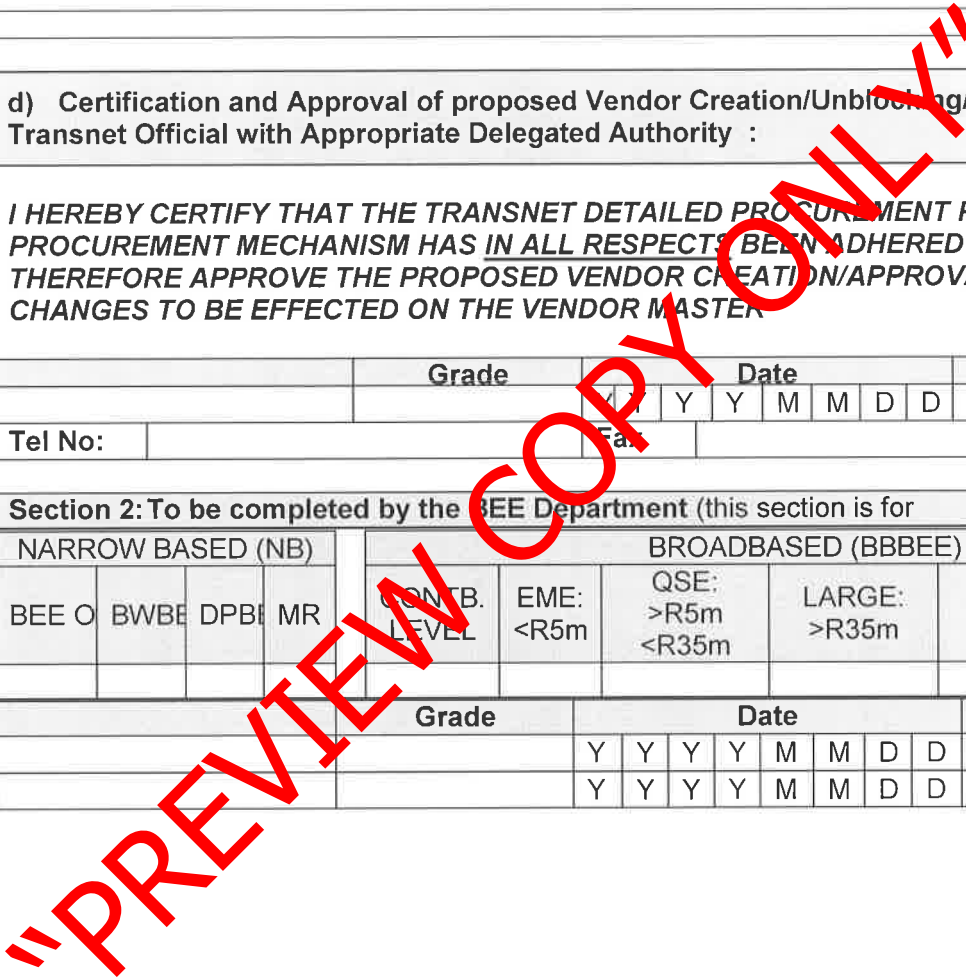 d) Certification and Approval of proposed Vendor Creation/Unblocking/
Transnet Official with Appropriate Delegated Authority :
I HEREBY CERTIFY THAT THE TRANSNET DETAILED PROCUREMENT
PROCUREMENT MECHANISM HAS IN ALL RESPECTS BEEN ADHERED
THEREFORE APPROVE THE PROPOSED VENDOR CREATION/APPROVA
CHANGES TO BE EFFECTED ON THE VENDOR MASTER
Grade Date
Y Y Y Y M M D D
Tel No: Fax
Section 2: To be completed by the BEE Department (this section is for
NARROW BASED (NB) BROADBASED (BBBEE)
BEE O BWBE DPBE MR CONTB. LEVEL EME: <R5m QSE: >R5m <R35m LARGE: >R35m
Grade Date
Y Y Y Y M M D D
Y Y Y Y M M D D
"PREVIEW COPY ONLY"